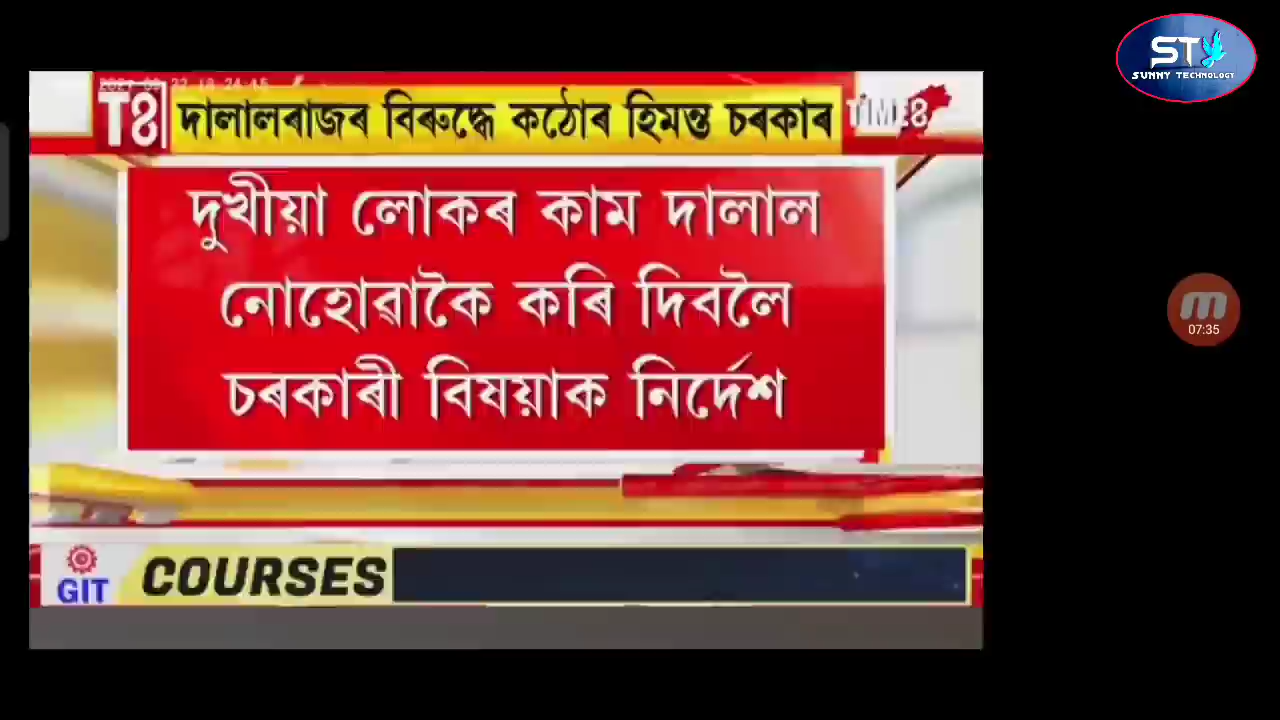 ST
SUNNY TECHNOLOGY
T8
দালালৰাজৰ বিৰুদ্ধে কঠোৰ হিমন্ত চৰকাৰ
TIME8
দুখীয়া লোকৰ কাম দালাল
নোহোৱাকৈ কৰি দিবলৈ
চৰকাৰী বিষয়াক নিৰ্দেশ
07:35
GIT
COURSES